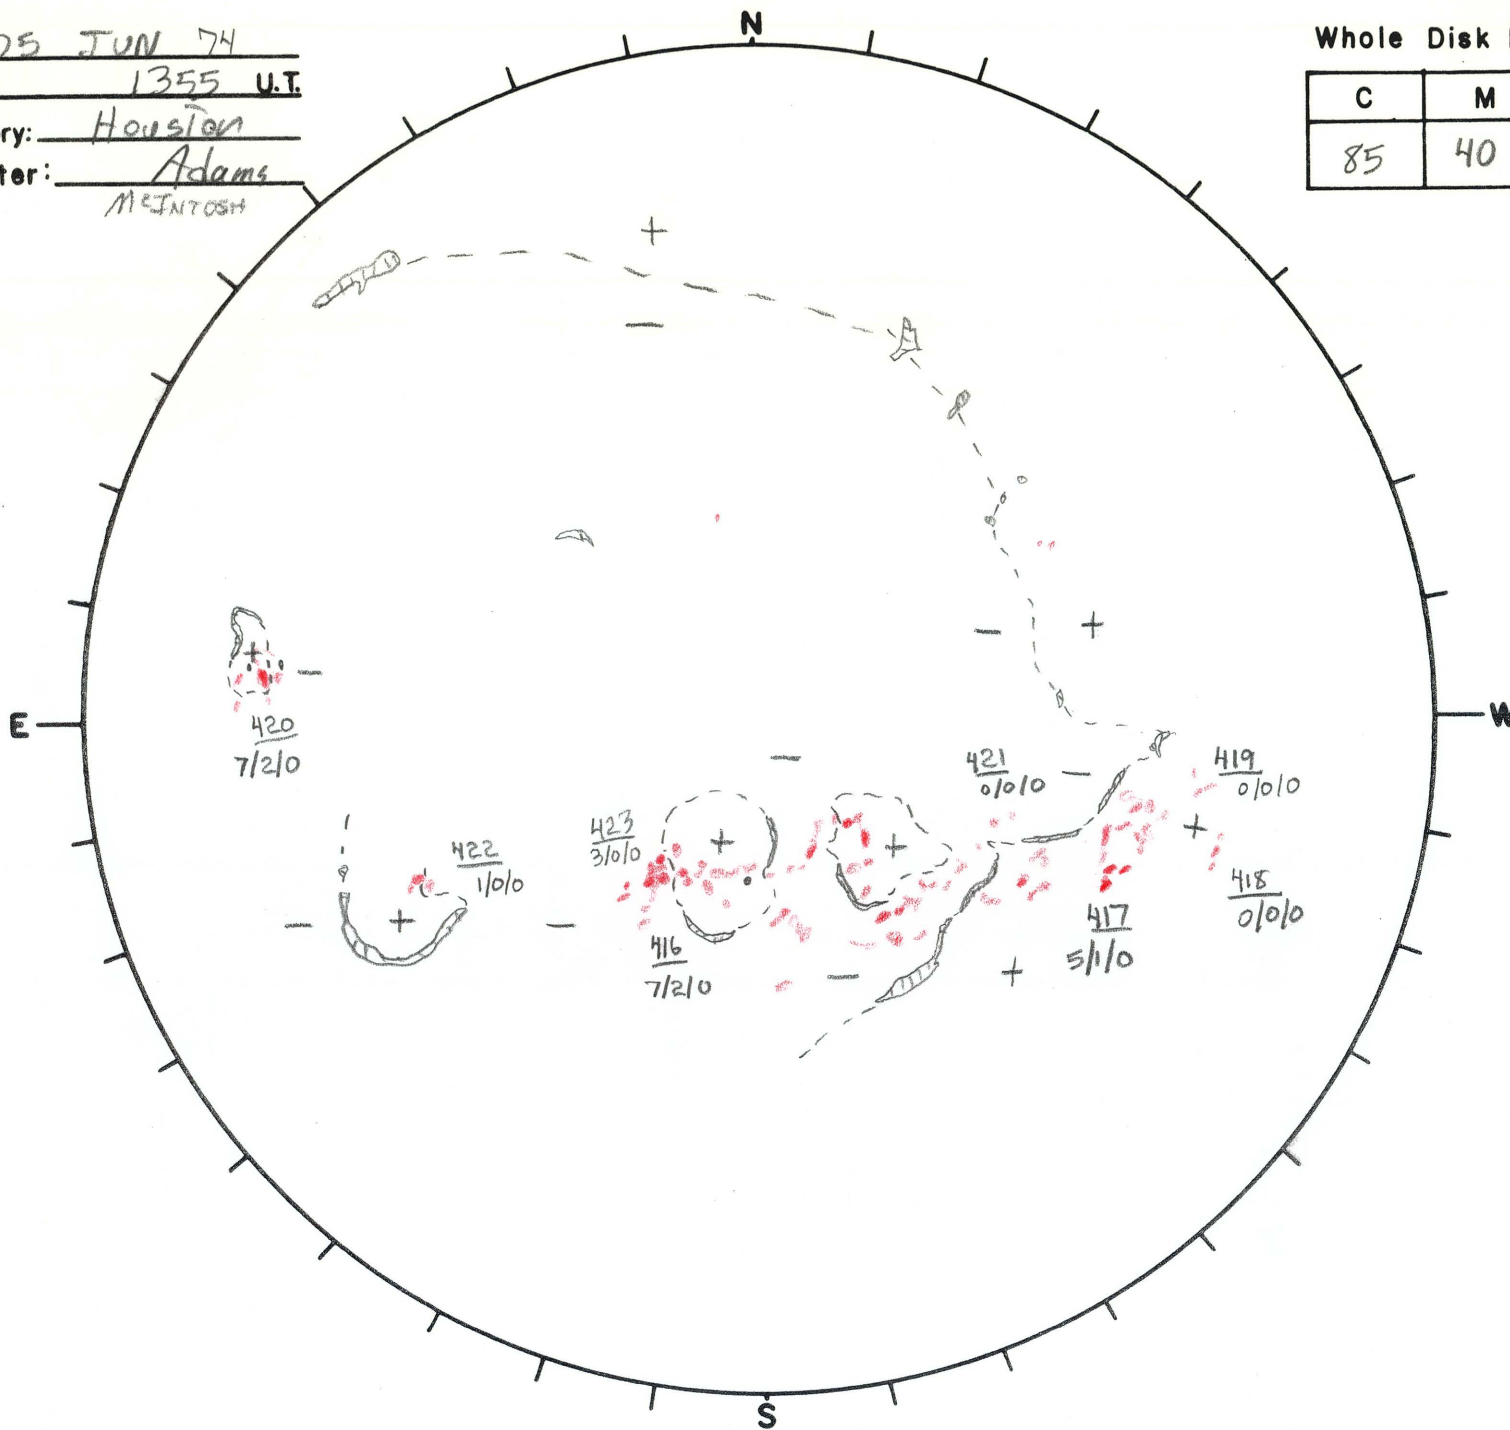 25 JUN 74
1355 U.T.
ry: Houston
ter: Adams
McINTOSH
N
Whole Disk
C M
85 40
+
−
− +
+
−
420
7/2/0
E
W
−
421
0/0/0
−
419
0/0/0
423
3/0/0
+
+
+
422
1/0/0
418
0/0/0
−
+
−
417
5/1/0
416
7/2/0
−
+
S